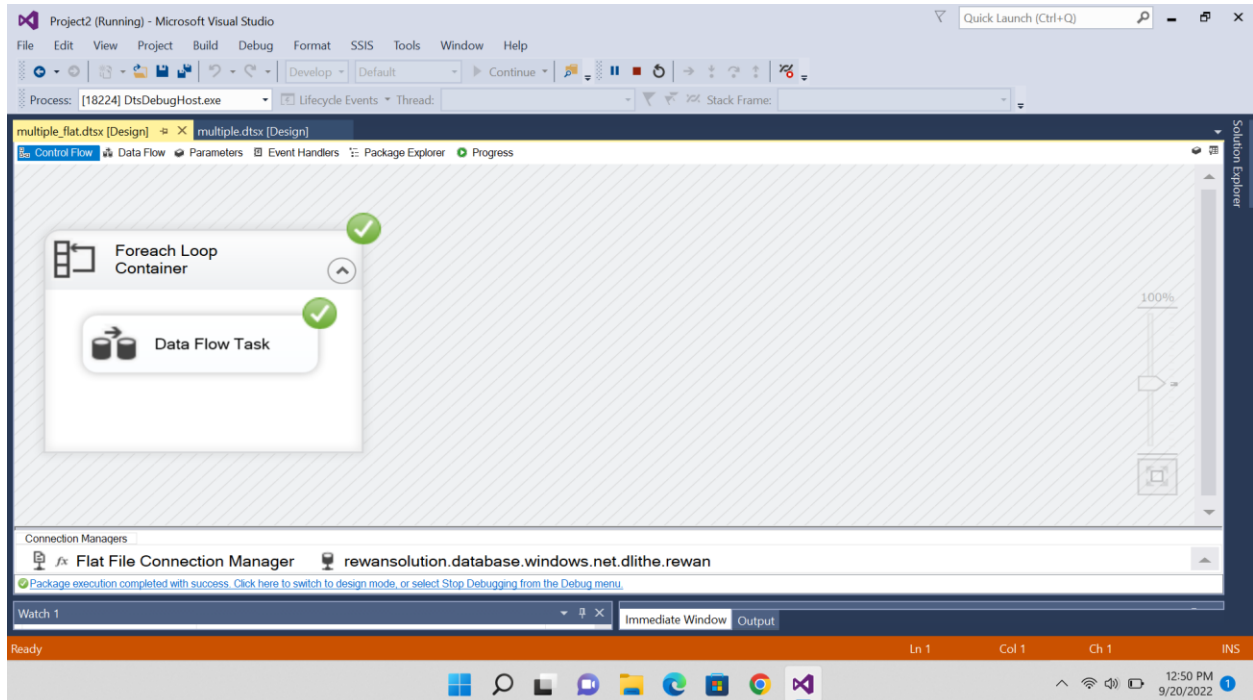 Project2 (Running) - Microsoft Visual Studio
Quick Launch (Ctrl+Q)
File Edit View Project Build Debug Format SSIS Tools Window Help
Develop Default Continue
Process: [18224] DtsDebugHost.exe Lifecycle Events Thread: Stack Frame:
multiple_flat.dtsx [Design] multiple.dtsx [Design]
Solution Explorer
Control Flow Data Flow Parameters Event Handlers Package Explorer Progress
Foreach Loop
Container
Data Flow Task
100%
Connection Managers
fx Flat File Connection Manager rewansolution.database.windows.net.dlithe.rewan
Package execution completed with success. Click here to switch to design mode, or select Stop Debugging from the Debug menu.
Watch 1
Immediate Window Output
Ready Ln 1 Col 1 Ch 1 INS
12:50 PM
9/20/2022
1